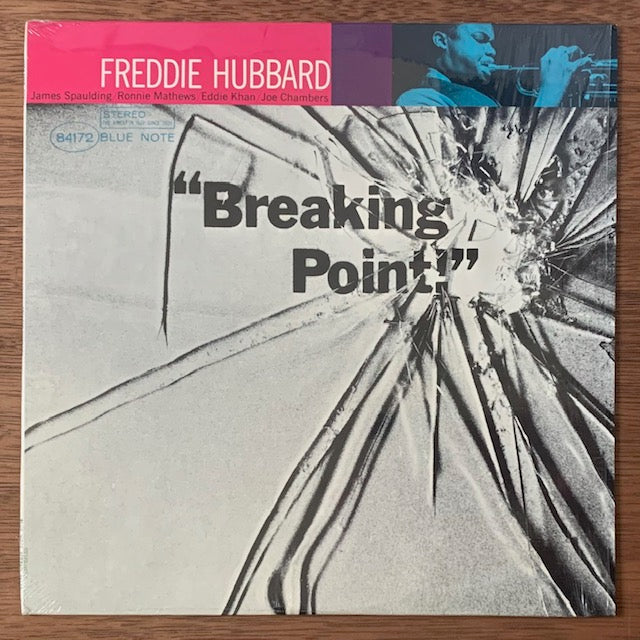 FREDDIE HUBBARD
James Spaulding/Ronnie Mathews/Eddie Khan/Joe Chambers
STEREO
84172 BLUE NOTE
“Breaking
Point!”